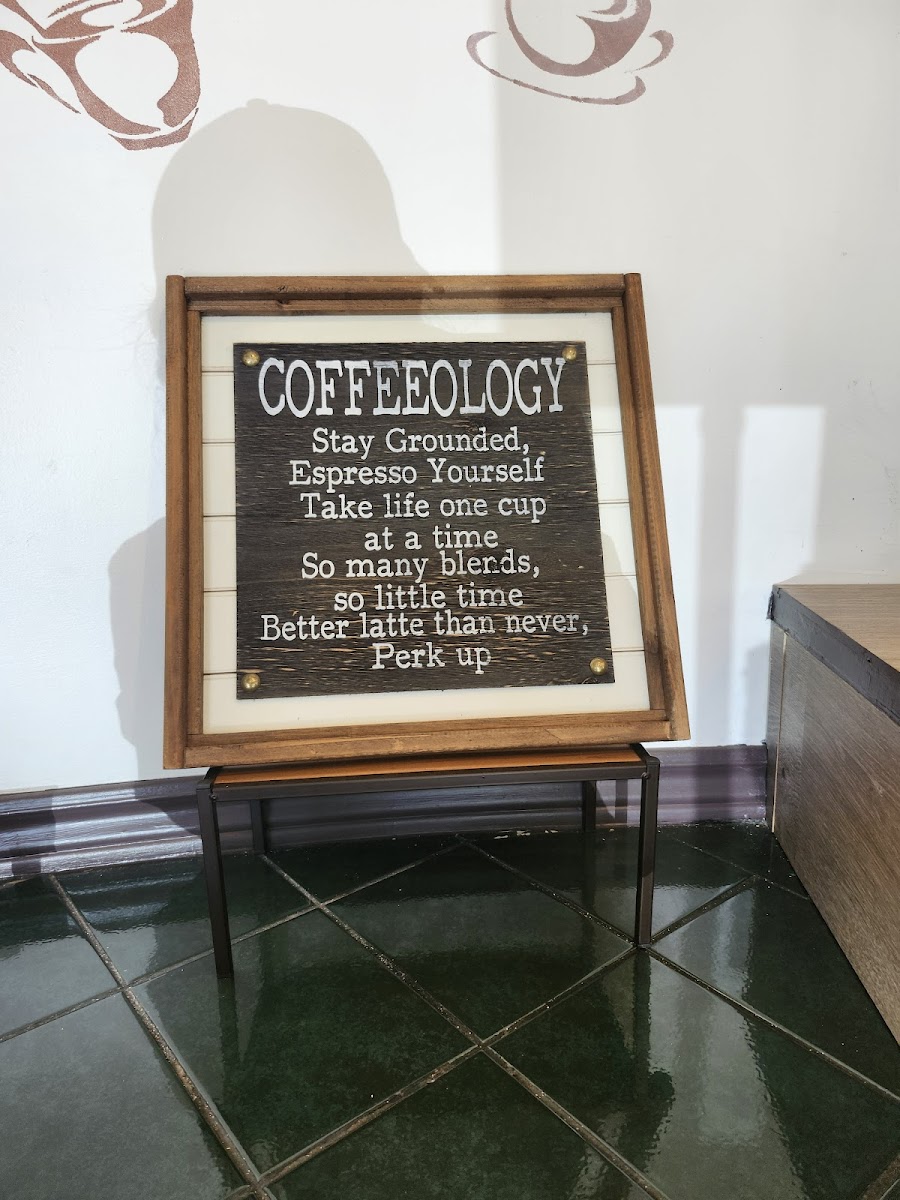 COFFEEOLOGY
Stay Grounded,
Espresso Yourself
Take life one cup
at a time
So many blends,
so little time
Better latte than never,
Perk up